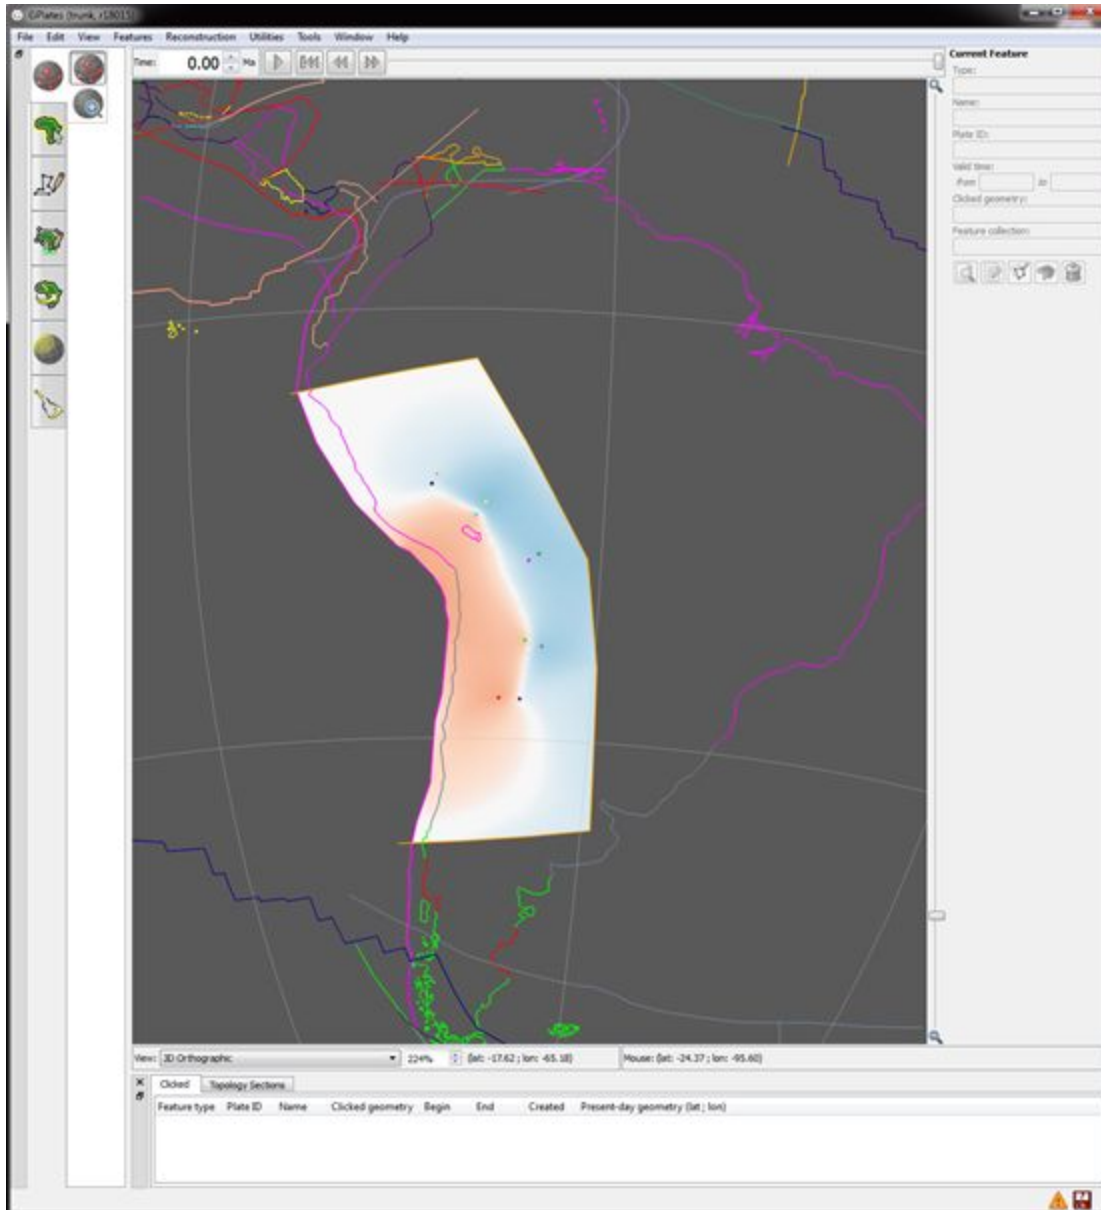 GPlates (trunk, r18015)
File Edit View Features Reconstruction Utilities Tools Window Help
Time: 0.00 Ma
Current Feature
Type:
Name:
Plate ID:
Valid time:
from to
Clicked geometry:
Feature collection:
View: 3D Orthographic 224% (lat: -17.62 ; lon: -65.18) Mouse: (lat: -24.37 ; lon: -95.60)
Clicked Topology Sections
Feature type Plate ID Name Clicked geometry Begin End Created Present-day geometry (lat ; lon)